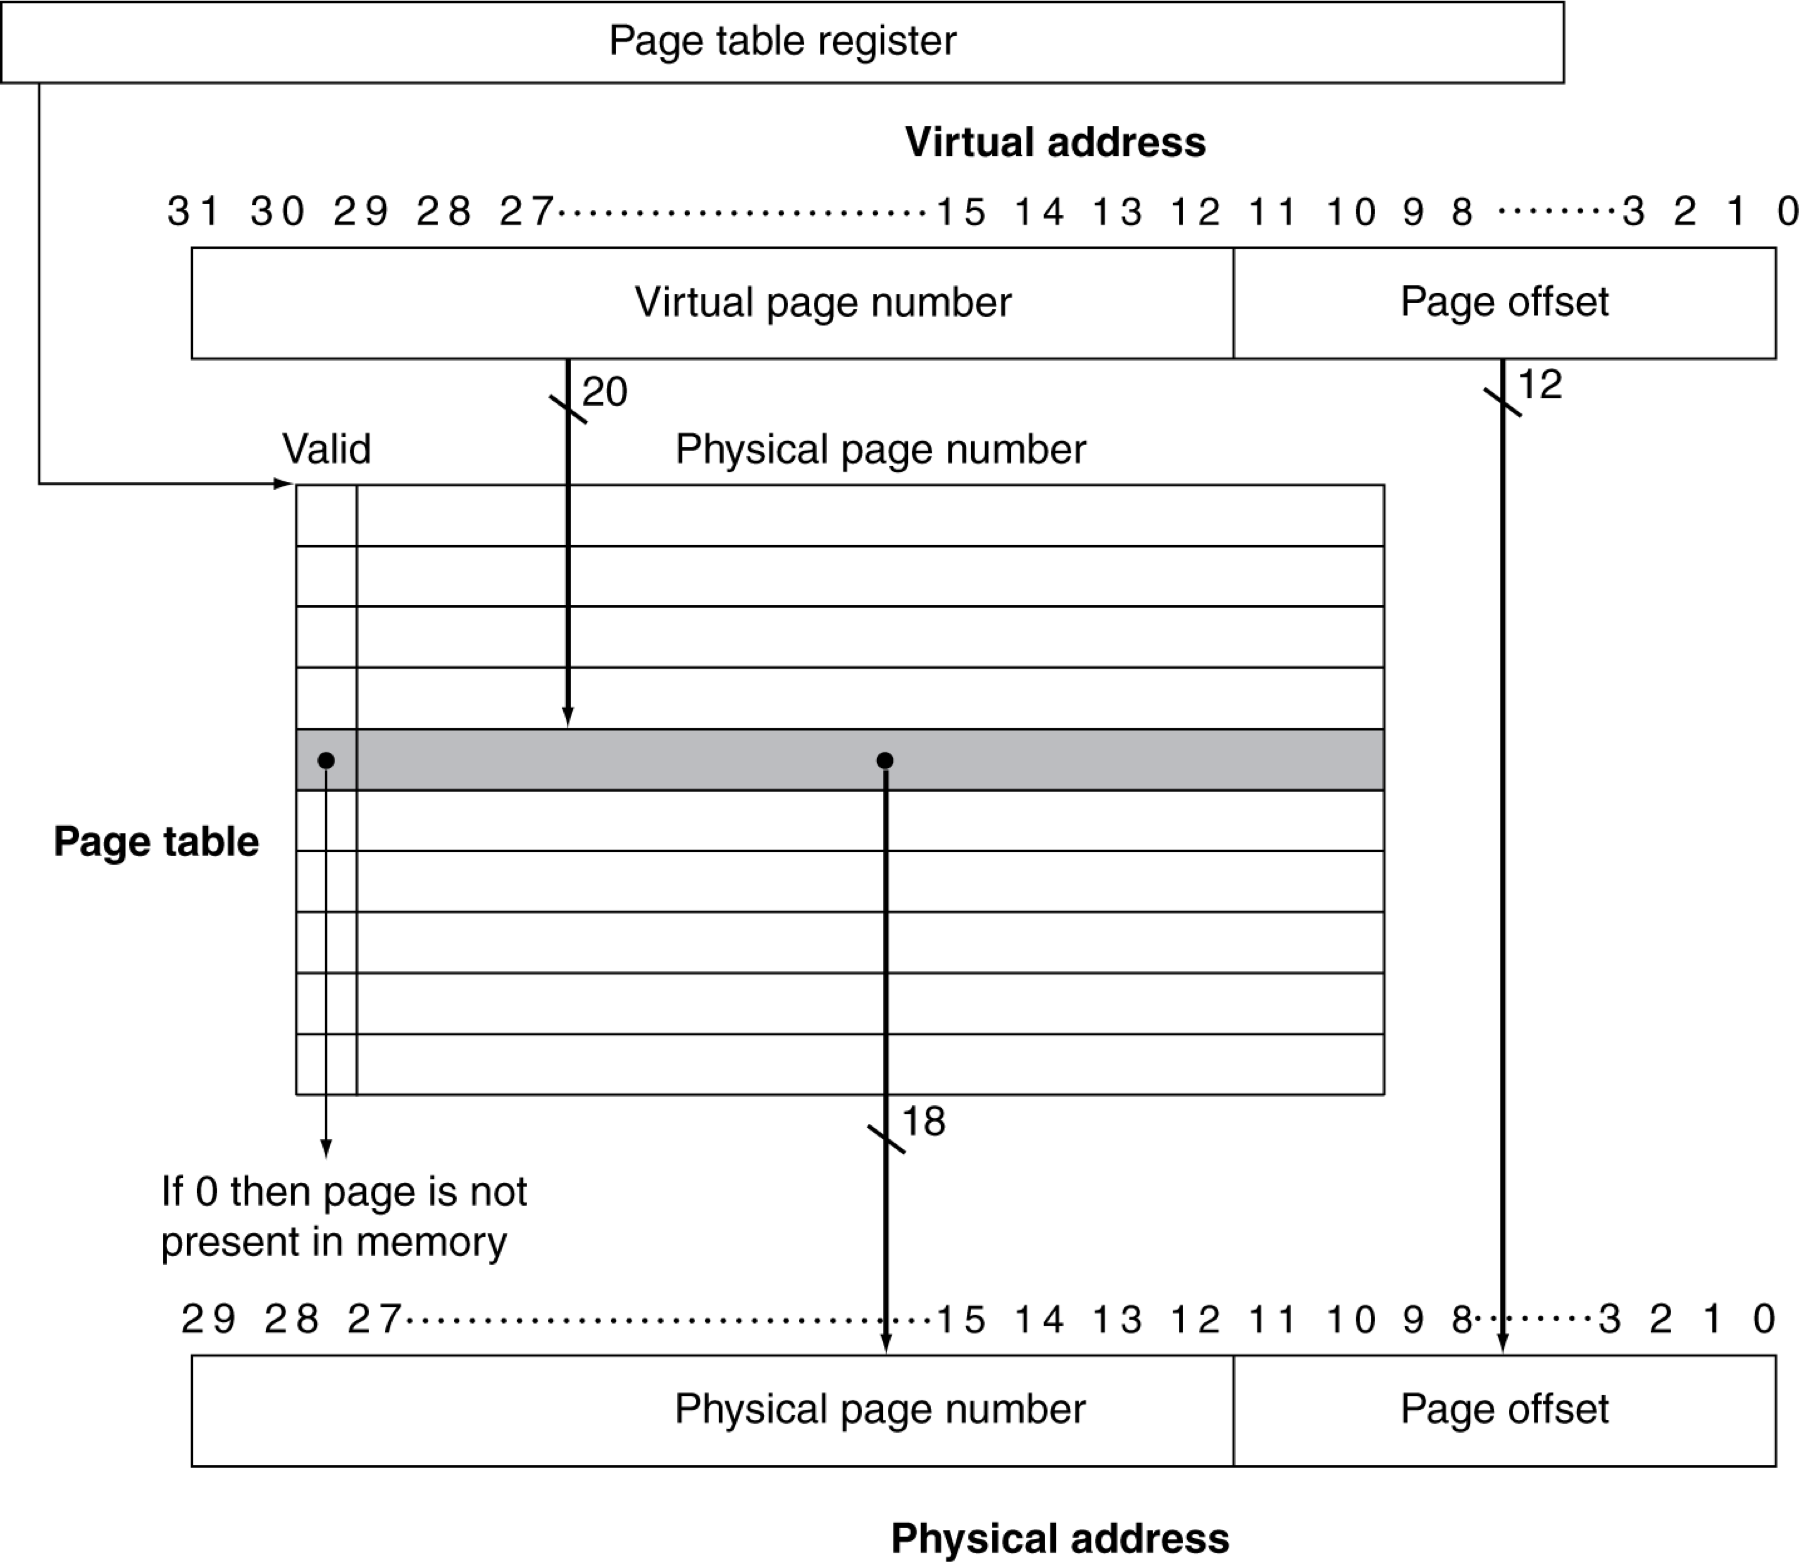 Page table register
Virtual address
31 30 29 28 27·······················15 14 13 12 11 10 9 8 ········3 2 1 0
Virtual page number Page offset
20 12
Valid Physical page number
Page table
18
If 0 then page is not
present in memory
29 28 27·································15 14 13 12 11 10 9 8········3 2 1 0
Physical page number Page offset
Physical address